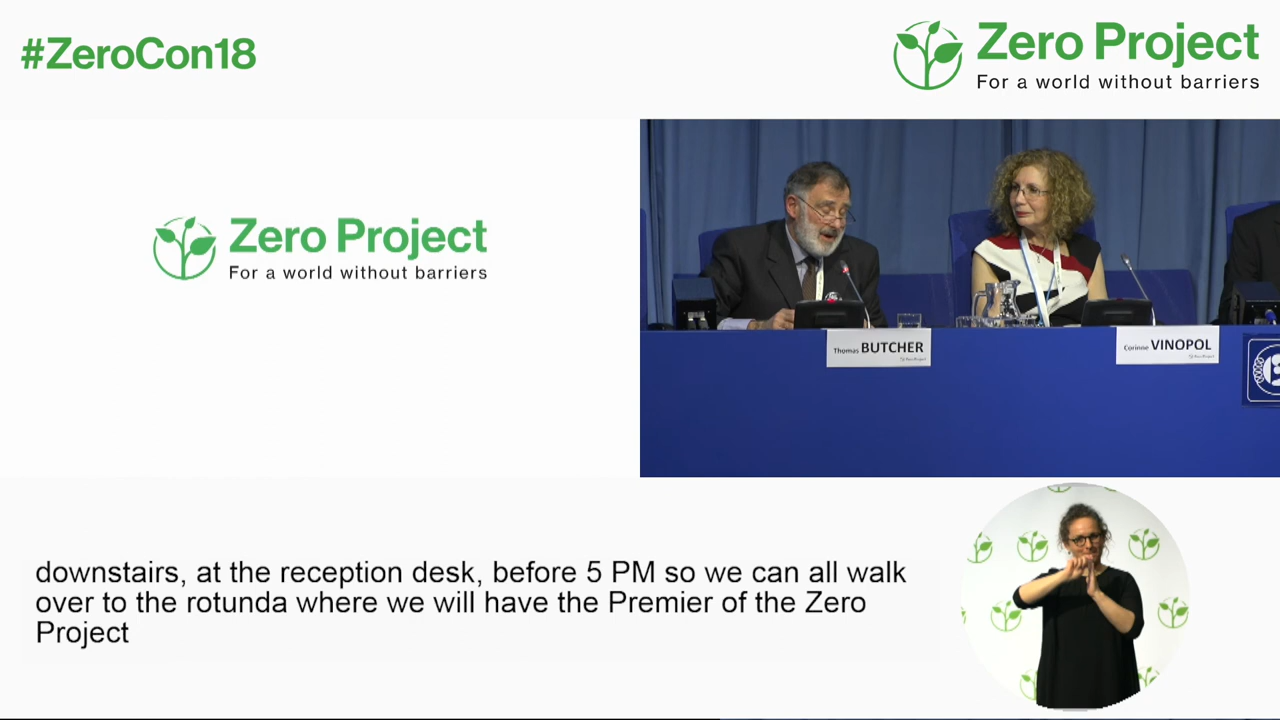 #ZeroCon18
Zero Project
For a world without barriers
Zero Project
For a world without barriers
Thomas BUTCHER
Corinne VINOPOL
downstairs, at the reception desk, before 5 PM so we can all walk
over to the rotunda where we will have the Premier of the Zero
Project